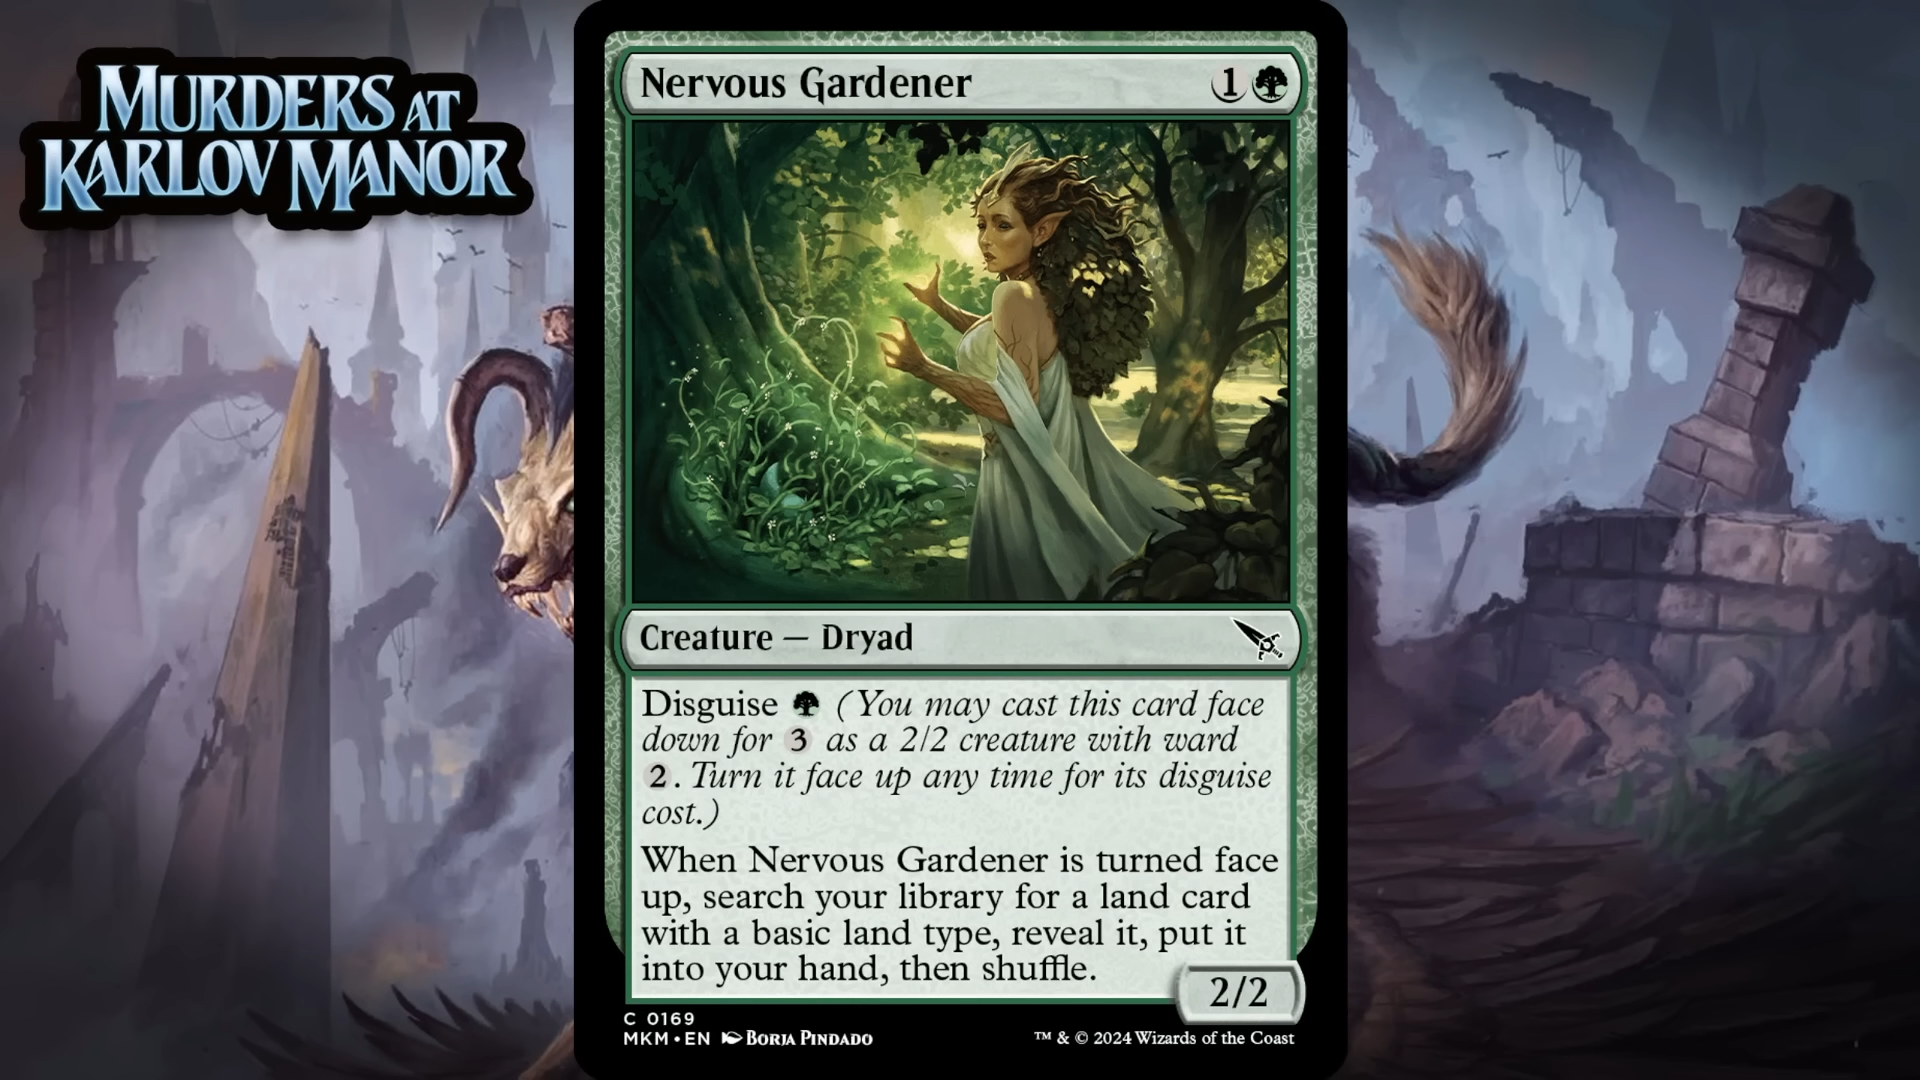 MURDERS AT
KARLOV MANOR
Nervous Gardener 1
Creature — Dryad
Disguise (You may cast this card face
down for 3 as a 2/2 creature with ward
2. Turn it face up any time for its disguise
cost.)
When Nervous Gardener is turned face
up, search your library for a land card
with a basic land type, reveal it, put it
into your hand, then shuffle.
2/2
C 0169
MKM • EN BORJA PINDADO
™ & © 2024 Wizards of the Coast